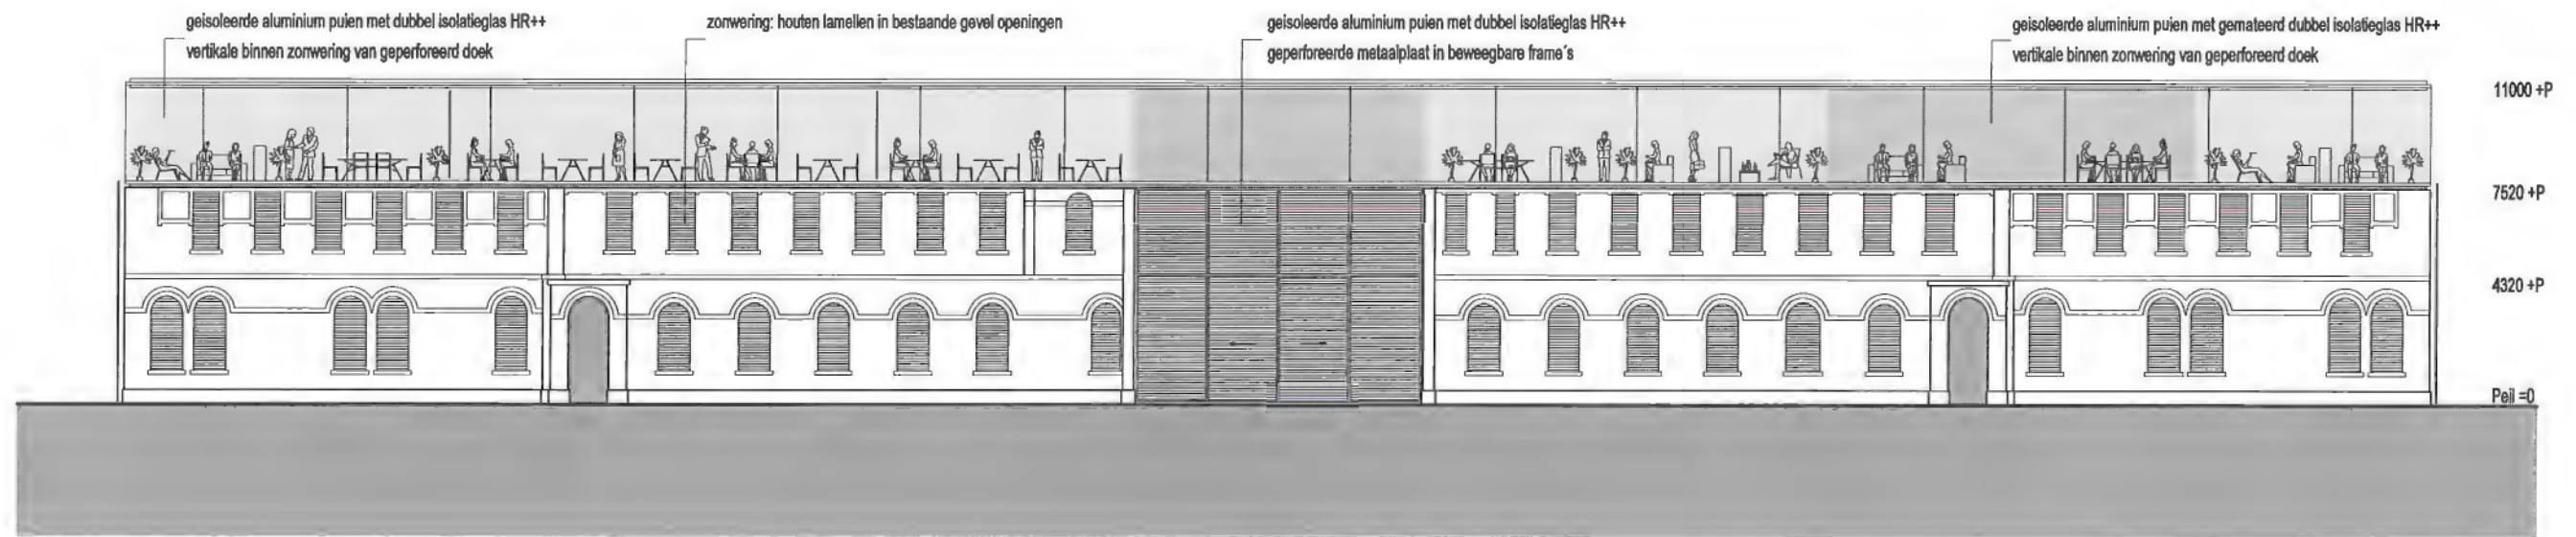 geisoleerde aluminium puien met dubbel isolatieglas HR++
vertikale binnen zonwering van geperforeerd doek
zonwering: houten lamellen in bestaande gevel openingen
geisoleerde aluminium puien met dubbel isolatieglas HR++
geperforeerde metaalplaat in beweegbare frame's
geisoleerde aluminium puien met gemateerd dubbel isolatieglas HR++
vertikale binnen zonwering van geperforeerd doek
11000 +P
7520 +P
4320 +P
Peil =0